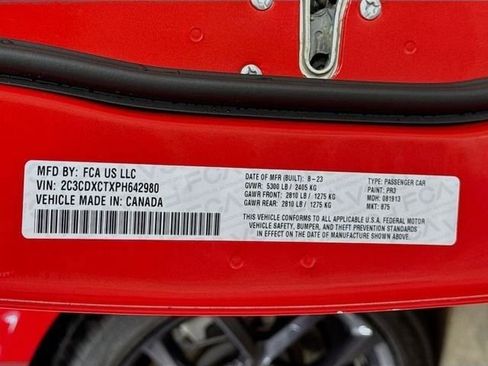 MFD BY: FCA US LLC
VIN: 2C3CDXCTXPH642980
VEHICLE MADE IN: CANADA
DATE OF MFR (BUILT): 8-23
GVWR: 5300 LB / 2405 KG
GAWR FRONT: 2810 LB / 1275 KG
GAWR REAR: 2810 LB / 1275 KG
TYPE: PASSENGER CAR
PAINT: PR3
MDH: 081913
MKT: 875
THIS VEHICLE CONFORMS TO ALL APPLICABLE U.S.A. FEDERAL MOTOR
VEHICLE SAFETY, BUMPER, AND THEFT PREVENTION STANDARDS
IN EFFECT ON THE DATE OF MANUFACTURE SHOWN ABOVE